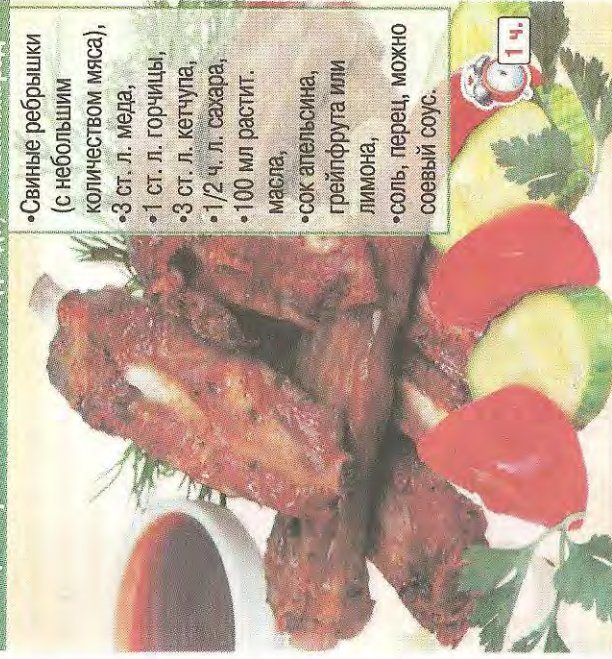 •Свиные ребрышки
(с небольшим
количеством мяса),
•3 ст. л. меда,
•1 ст. л. горчицы,
•3 ст. л. кетчупа,
•1/2 ч. л. сахара,
•100 мл растит.
масла,
•сок апельсина,
грейпфрута или
лимона,
•соль, перец, можно
соевый соус.
1 ч.